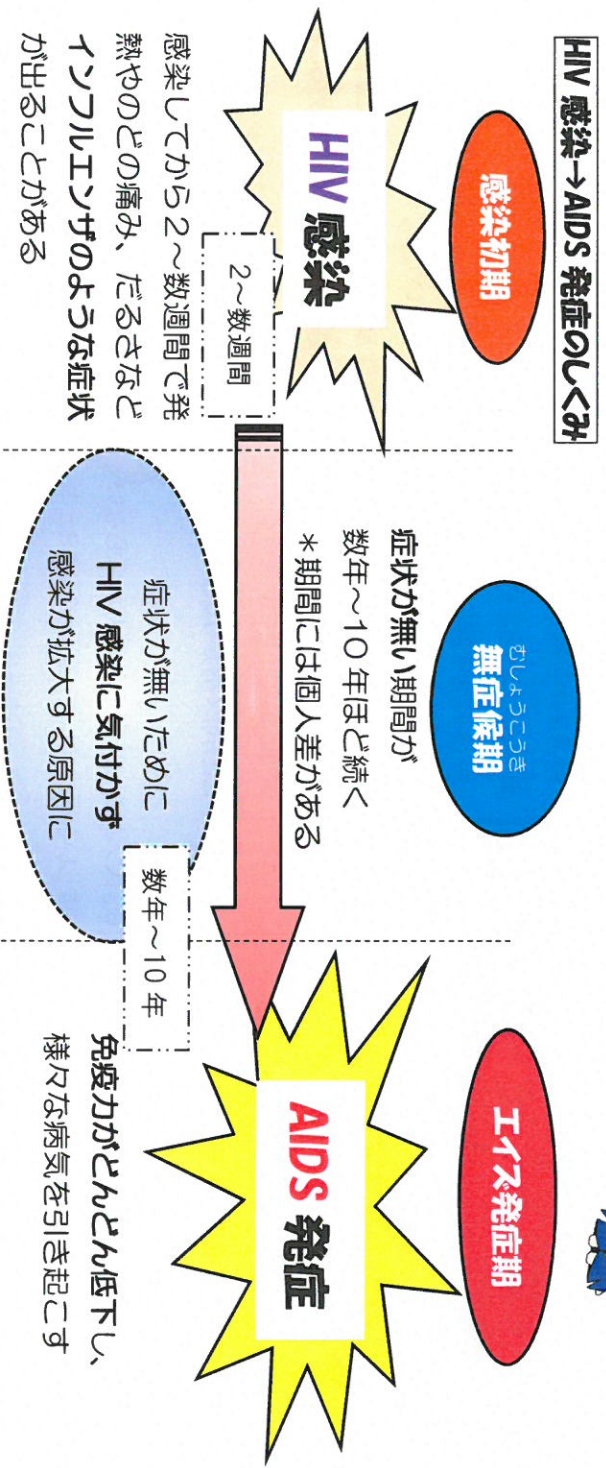 HIV 感染→AIDS 発症のしくみ
感染初期
HIV 感染
2～数週間
感染してから2～数週間で発
熱やのどの痛み、だるさなど
インフルエンザのような症状
が出ることがある
むしょうこうき
無症候期
症状が無い期間が
数年～10 年ほど続く
＊期間には個人差がある
症状が無いために
HIV 感染に気付かず
感染が拡大する原因に
数年～10 年
エイズ発症期
AIDS 発症
免疫力がどんどん低下し、
様々な病気を引き起こす